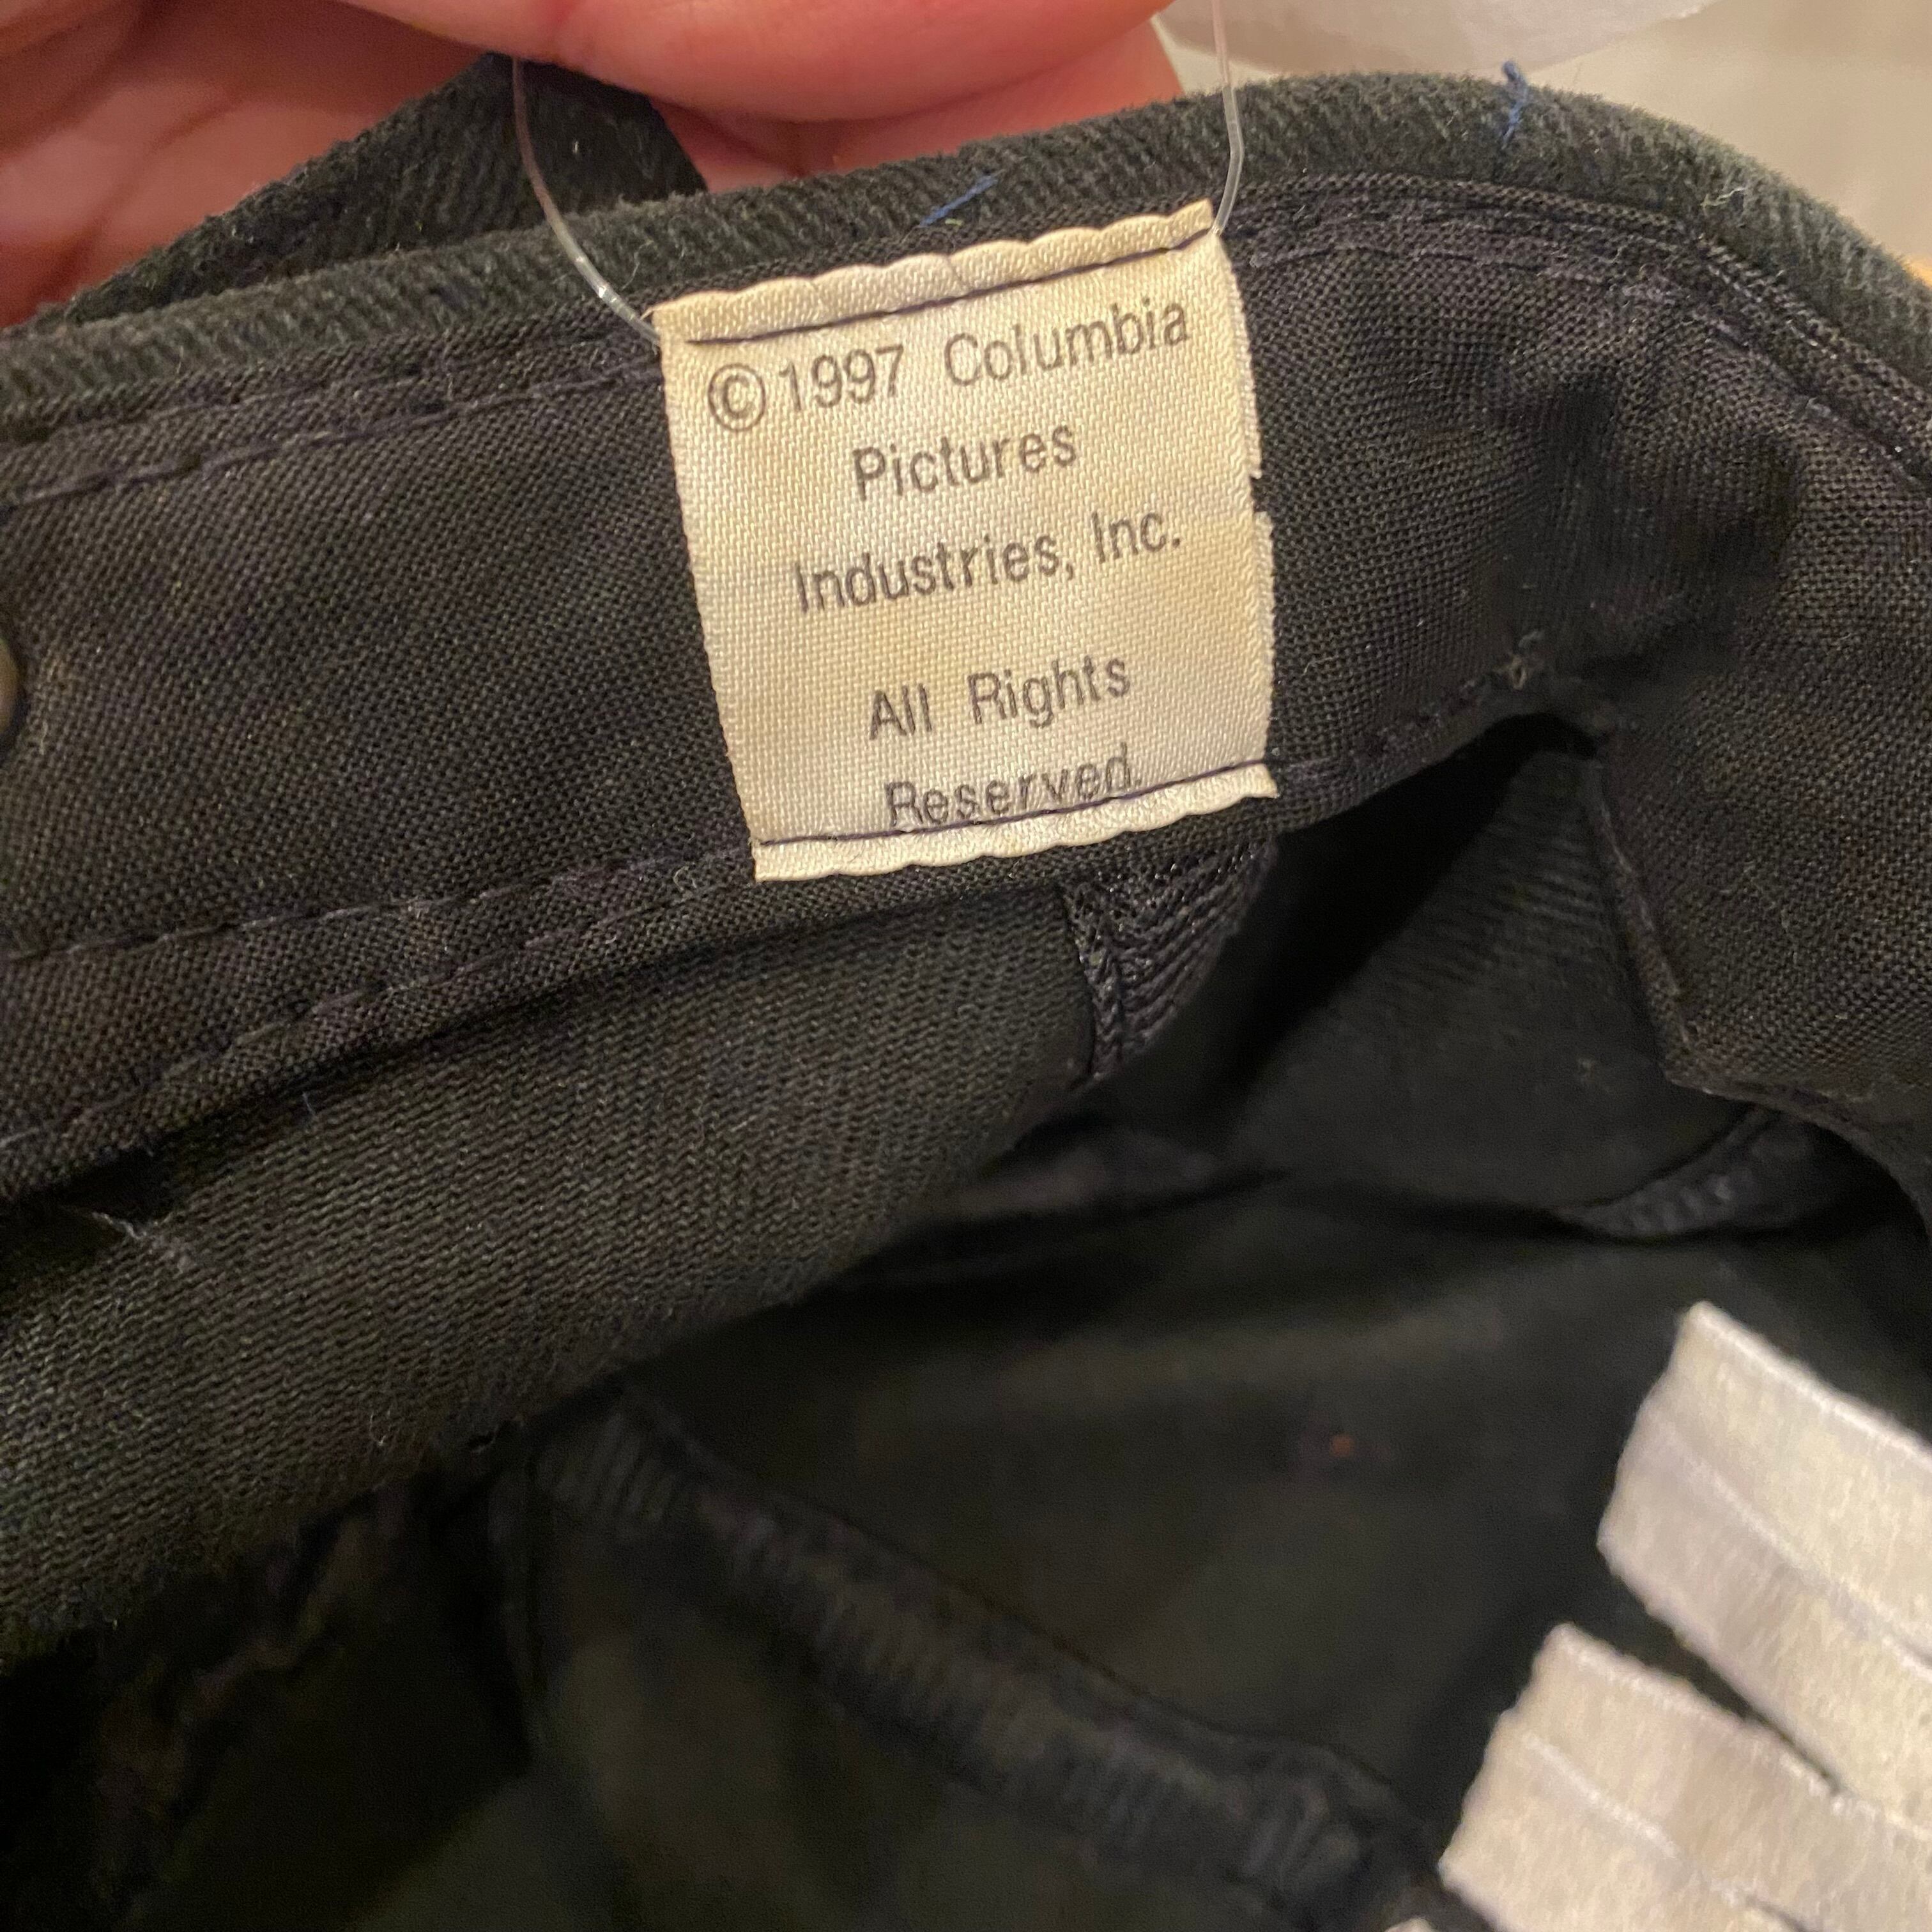 ©1997 Columbia
Pictures
Industries, Inc.
All Rights
Reserved.